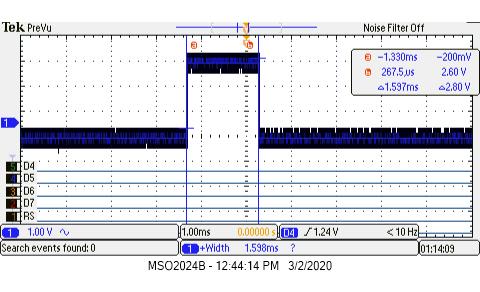 Tek PreVu Noise Filter Off
a b
a -1.330ms -200mV
b 267.5µs 2.60 V
△1.597ms △2.80 V
1
D4
D5
D6
D7
RS
1 1.00 V 1.00ms 0.00000 s D4 1.24 V < 10 Hz
Search events found: 0 1 +Width 1.598ms ? 01:14:09
MSO2024B - 12:44:14 PM 3/2/2020